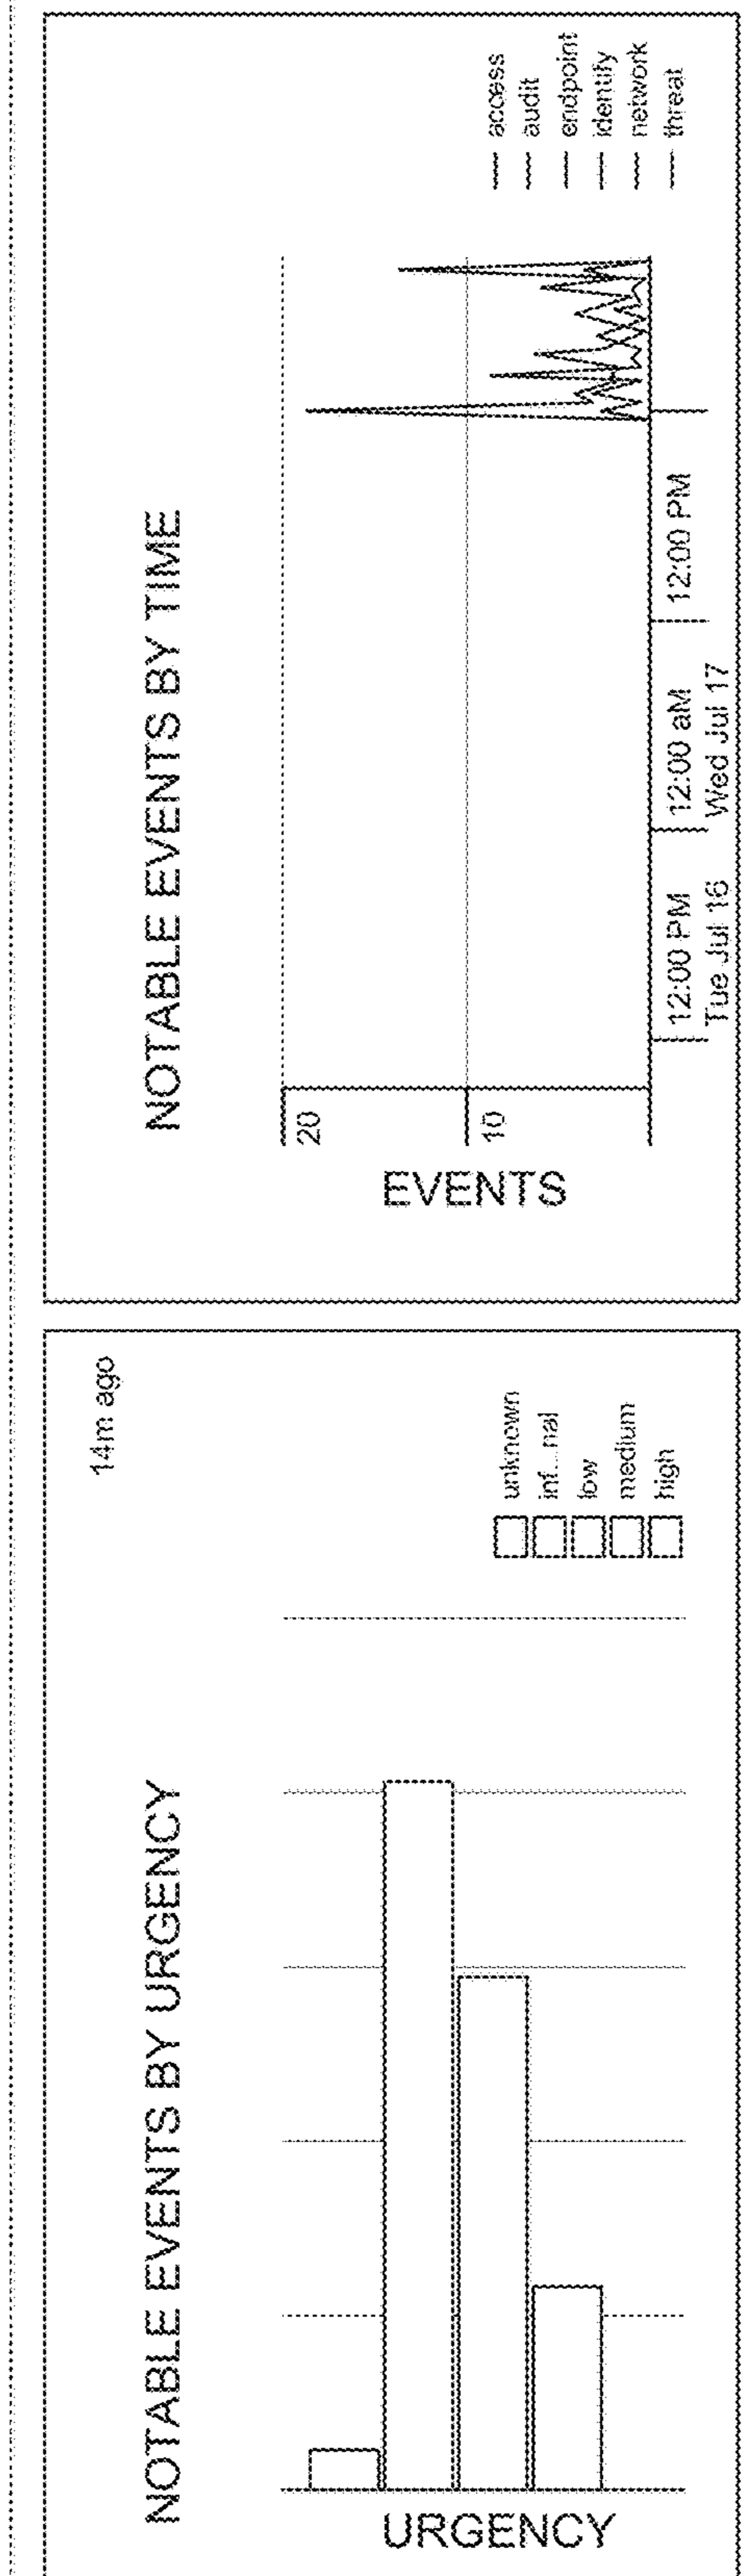 NOTABLE EVENTS BY URGENCY
14m ago
URGENCY
unknown
inf...nal
low
medium
high
NOTABLE EVENTS BY TIME
EVENTS
20
10
12:00 PM
Tue Jul 16
12:00 aM
Wed Jul 17
12:00 PM
access
audit
endpoint
identify
network
threat